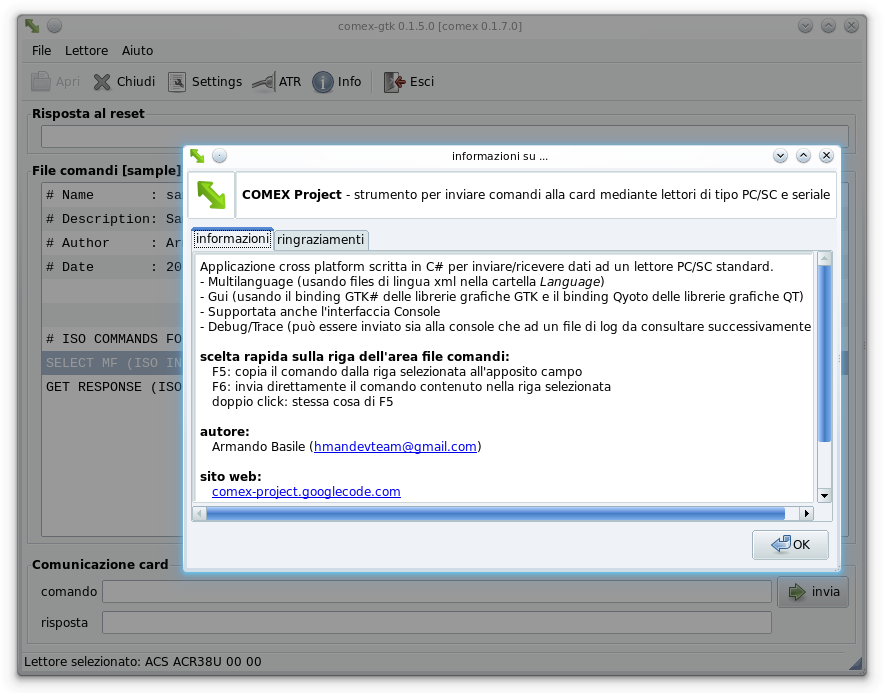 comex-gtk 0.1.5.0 [comex 0.1.7.0]
File Lettore Aiuto
Apri Chiudi Settings ATR Info Esci
Risposta al reset
File comandi [sample]
# Name : sa
# Description: Sa
# Author : Ar
# Date : 20
# ISO COMMANDS FO
SELECT MF (ISO IN
GET RESPONSE (ISO
informazioni su ...
COMEX Project - strumento per inviare comandi alla card mediante lettori di tipo PC/SC e seriale
informazioni ringraziamenti
Applicazione cross platform scritta in C# per inviare/ricevere dati ad un lettore PC/SC standard.
- Multilanguage (usando files di lingua xml nella cartella Language)
- Gui (usando il binding GTK# delle librerie grafiche GTK e il binding Qyoto delle librerie grafiche QT)
- Supportata anche l'interfaccia Console
- Debug/Trace (può essere inviato sia alla console che ad un file di log da consultare successivamente
scelta rapida sulla riga dell'area file comandi:
F5: copia il comando dalla riga selezionata all'apposito campo
F6: invia direttamente il comando contenuto nella riga selezionata
doppio click: stessa cosa di F5
autore:
Armando Basile (hmandevteam@gmail.com)
sito web:
comex-project.googlecode.com
OK
Comunicazione card
comando invia
risposta
Lettore selezionato: ACS ACR38U 00 00